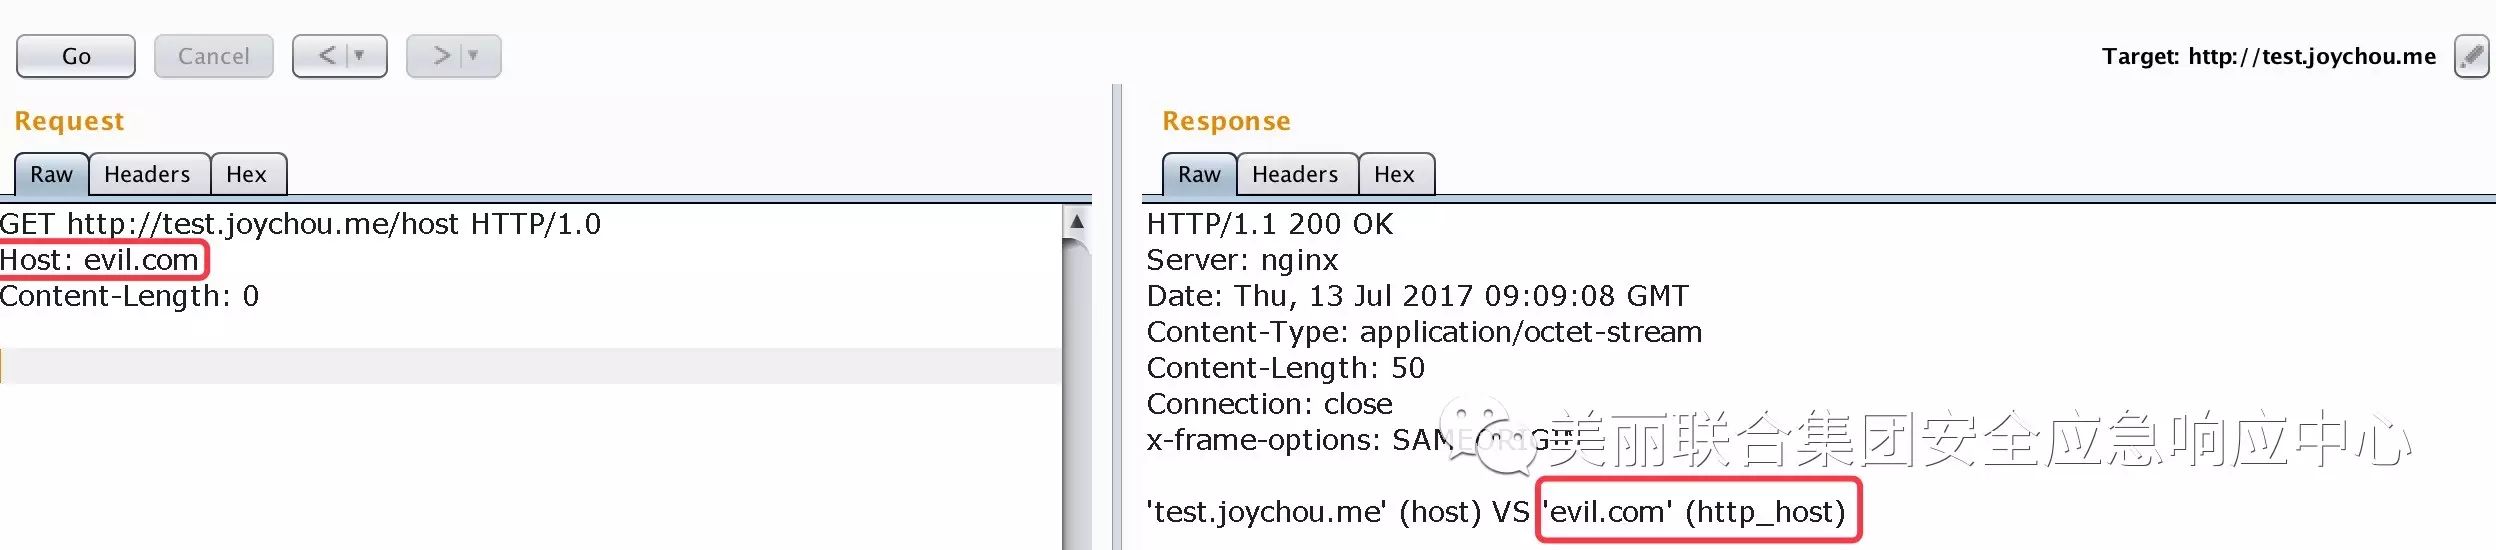 Go
Cancel
<
>
Target: http://test.joychou.me
Request
Raw
Headers
Hex
GET http://test.joychou.me/host HTTP/1.0
Host: evil.com
Content-Length: 0
Response
Raw
Headers
Hex
HTTP/1.1 200 OK
Server: nginx
Date: Thu, 13 Jul 2017 09:09:08 GMT
Content-Type: application/octet-stream
Content-Length: 50
Connection: close
x-frame-options: SAMEORIGIN
美丽联合集团安全应急响应中心
'test.joychou.me' (host) VS 'evil.com' (http_host)